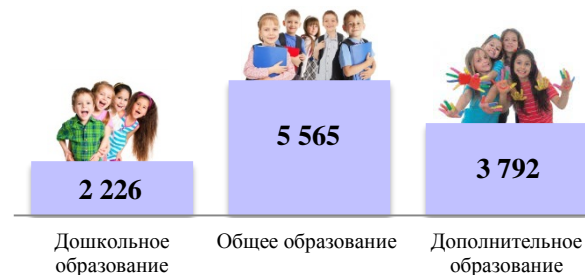 2 226
5 565
3 792
Дошкольное
образование
Общее образование
Дополнительное
образование